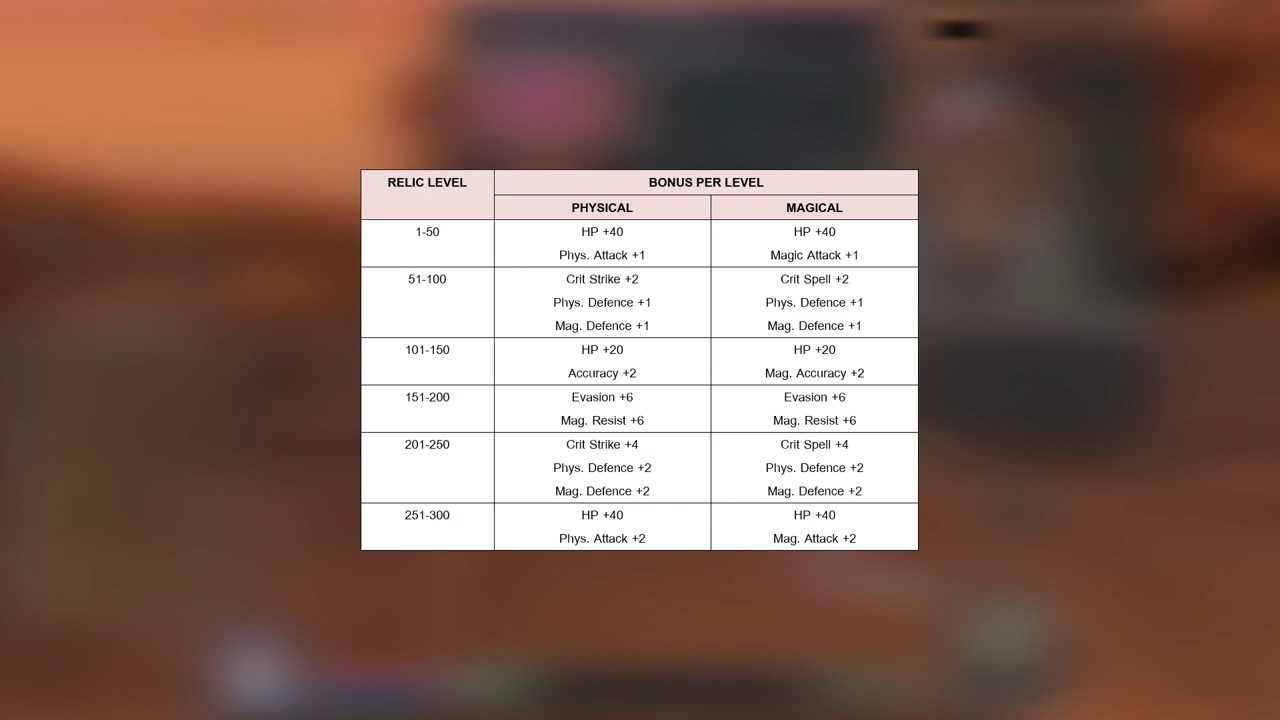 RELIC LEVEL
BONUS PER LEVEL
PHYSICAL
MAGICAL
1-50
HP +40
HP +40
Phys. Attack +1
Magic Attack +1
51-100
Crit Strike +2
Crit Spell +2
Phys. Defence +1
Phys. Defence +1
Mag. Defence +1
Mag. Defence +1
101-150
HP +20
HP +20
Accuracy +2
Mag. Accuracy +2
151-200
Evasion +6
Evasion +6
Mag. Resist +6
Mag. Resist +6
201-250
Crit Strike +4
Crit Spell +4
Phys. Defence +2
Phys. Defence +2
Mag. Defence +2
Mag. Defence +2
251-300
HP +40
HP +40
Phys. Attack +2
Mag. Attack +2